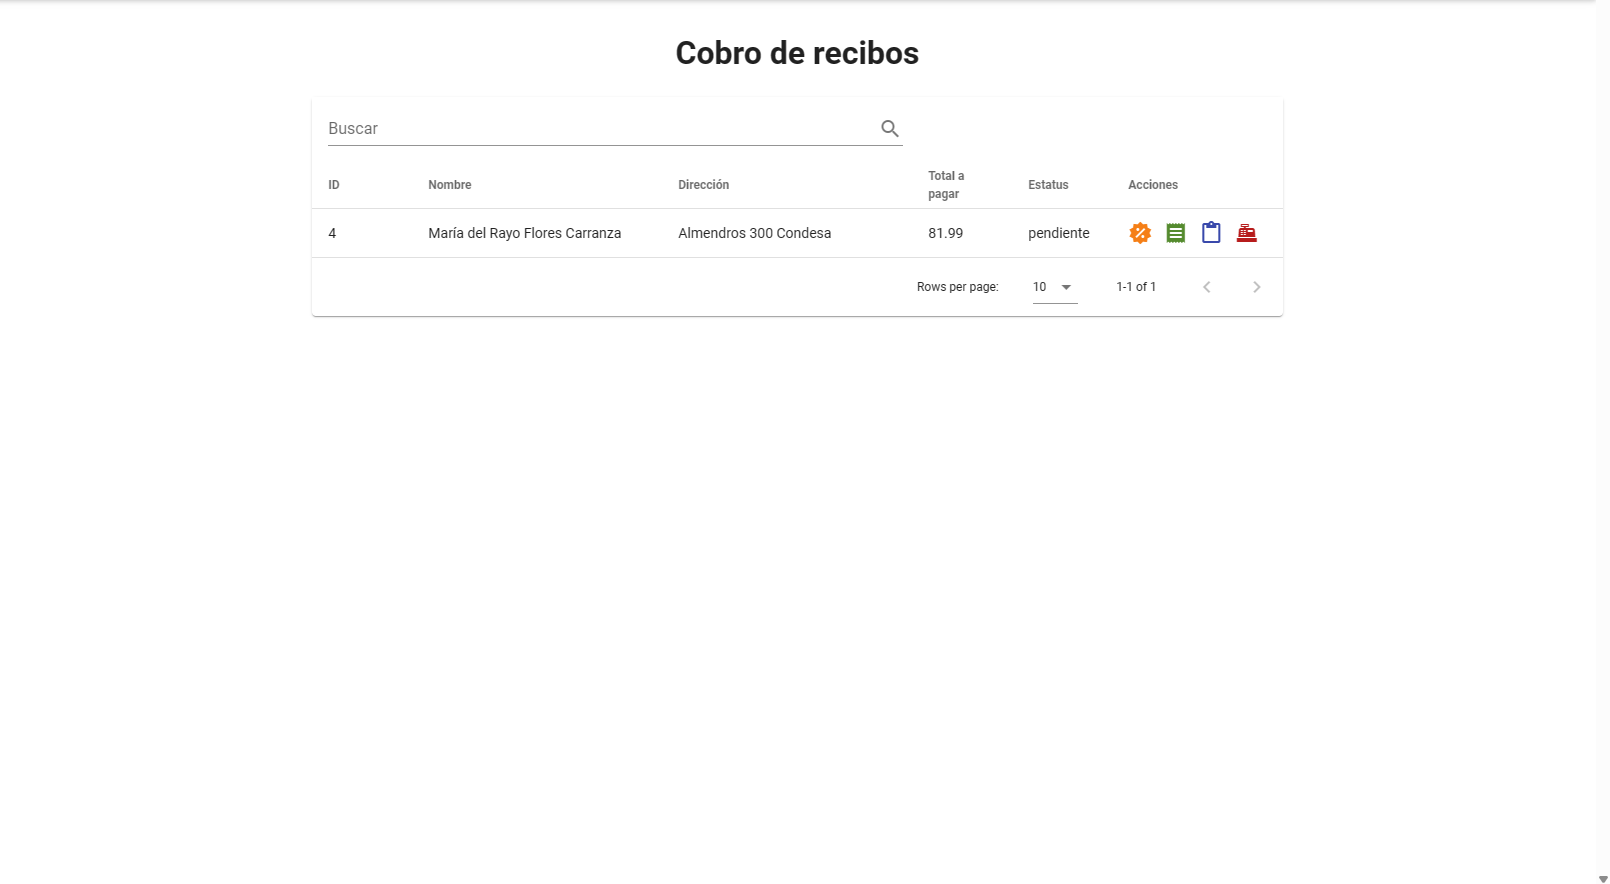 Cobro de recibos
Buscar
ID Nombre Dirección Total a pagar Estatus Acciones
4 María del Rayo Flores Carranza Almendros 300 Condesa 81.99 pendiente
Rows per page: 10 1-1 of 1